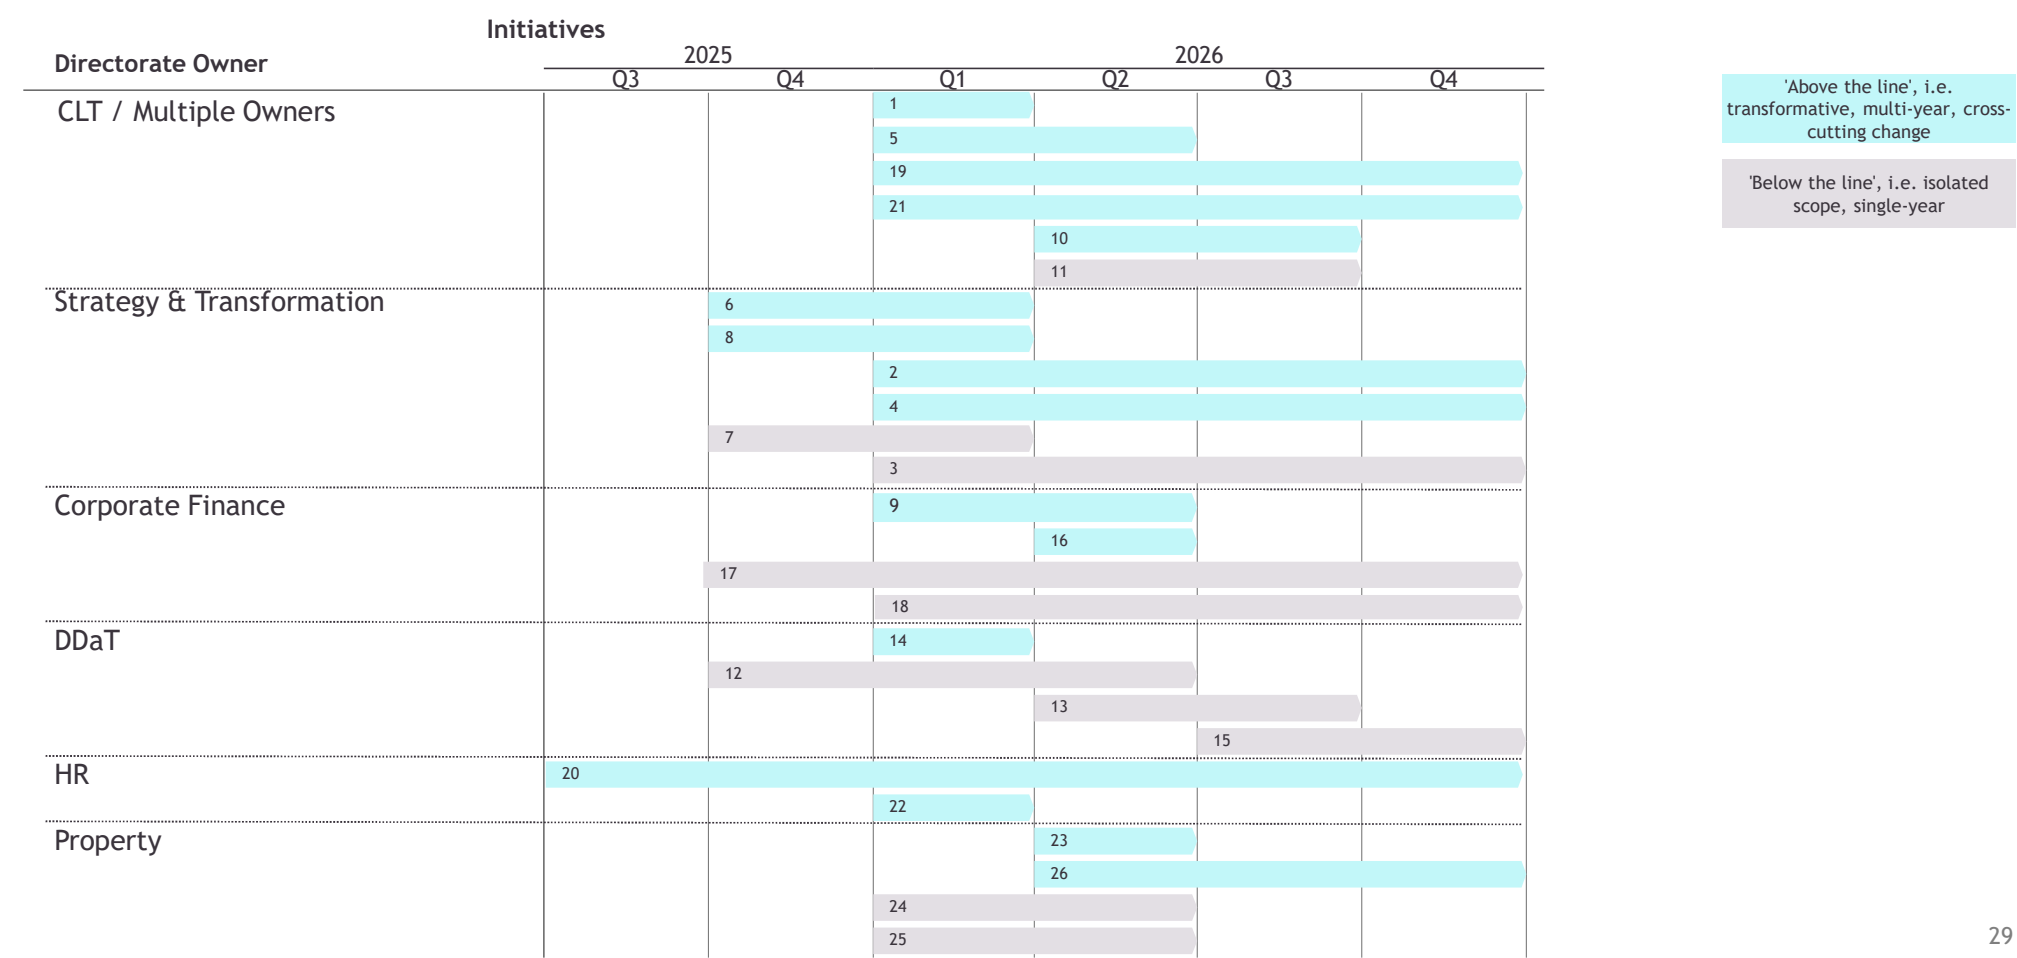 Initiatives
Directorate Owner
2025
2026
Q3 Q4 Q1 Q2 Q3 Q4
'Above the line', i.e.
transformative, multi-year, cross-
cutting change
'Below the line', i.e. isolated
scope, single-year
CLT / Multiple Owners
1
5
19
21
10
11
Strategy & Transformation
6
8
2
4
7
3
Corporate Finance
9
16
17
18
DDaT
14
12
13
15
HR
20
22
Property
23
26
24
25
29